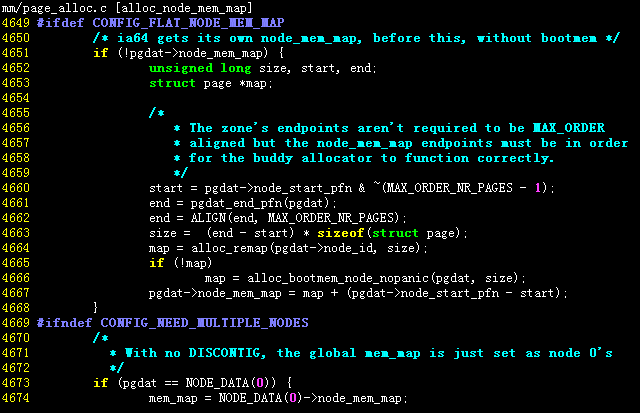 mm/page_alloc.c [alloc_node_mem_map]
4649 #ifdef CONFIG_FLAT_NODE_MEM_MAP
4650 /* ia64 gets its own node_mem_map, before this, without bootmem */
4651 if (!pgdat->node_mem_map) {
4652 unsigned long size, start, end;
4653 struct page *map;
4654
4655 /*
4656 * The zone's endpoints aren't required to be MAX_ORDER
4657 * aligned but the node_mem_map endpoints must be in order
4658 * for the buddy allocator to function correctly.
4659 */
4660 start = pgdat->node_start_pfn & ~(MAX_ORDER_NR_PAGES - 1);
4661 end = pgdat_end_pfn(pgdat);
4662 end = ALIGN(end, MAX_ORDER_NR_PAGES);
4663 size = (end - start) * sizeof(struct page);
4664 map = alloc_remap(pgdat->node_id, size);
4665 if (!map)
4666 map = alloc_bootmem_node_nopanic(pgdat, size);
4667 pgdat->node_mem_map = map + (pgdat->node_start_pfn - start);
4668 }
4669 #ifndef CONFIG_NEED_MULTIPLE_NODES
4670 /*
4671 * With no DISCONTIG, the global mem_map is just set as node 0's
4672 */
4673 if (pgdat == NODE_DATA(0)) {
4674 mem_map = NODE_DATA(0)->node_mem_map;